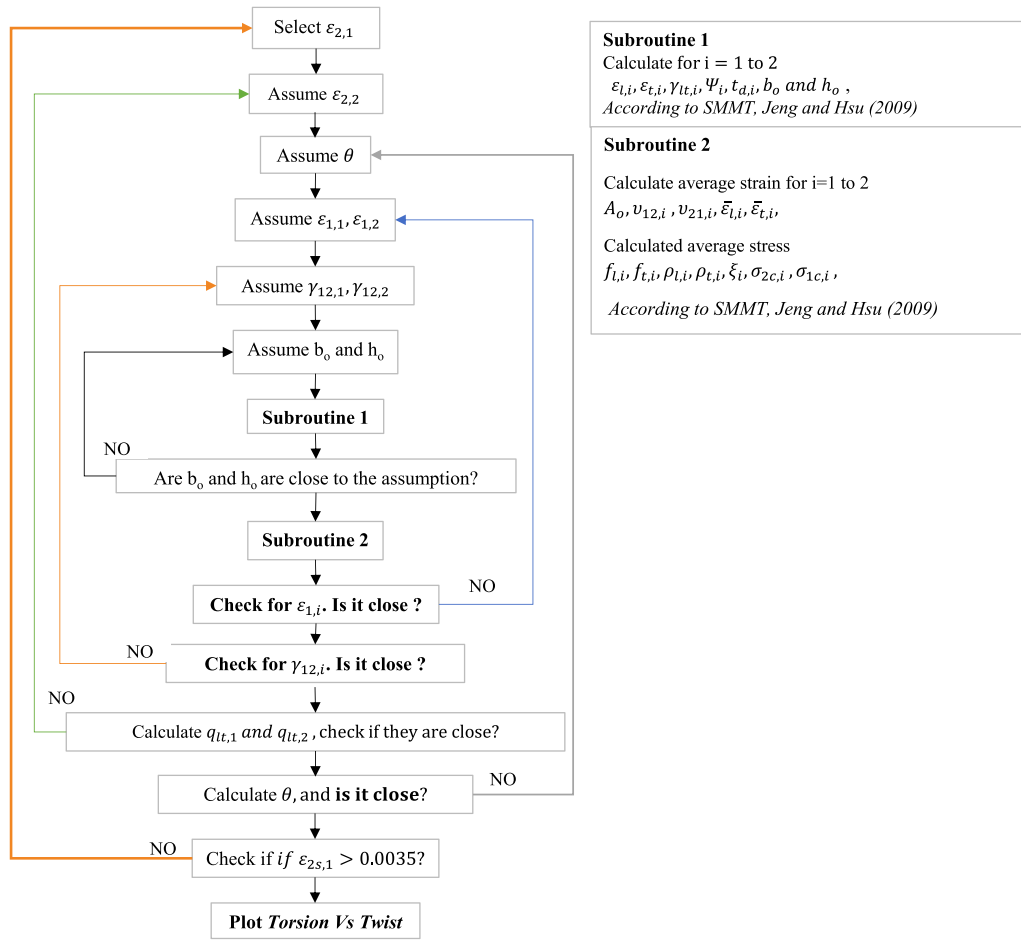 Select ε2,1
Assume ε2,2
Assume θ
Assume ε1,1, ε1,2
Assume γ12,1, γ12,2
Assume bo and ho
Subroutine 1
NO
Are bo and ho are close to the assumption?
Subroutine 2
NO
Check for ε1,i. Is it close ?
NO
Check for γ12,i. Is it close ?
NO
Calculate qlt,1 and qlt,2 , check if they are close?
NO
Calculate θ, and is it close?
NO
Check if if ε2s,1 > 0.0035?
Plot Torsion Vs Twist
Subroutine 1
Calculate for i = 1 to 2
εl,i, εt,i, γlt,i, Ψi, td,i, bo and ho ,
According to SMMT, Jeng and Hsu (2009)
Subroutine 2
Calculate average strain for i=1 to 2
Ao, υ12,i , υ21,i, ε̄l,i, ε̄t,i,
Calculated average stress
fl,i, ft,i, ρl,i, ρt,i, ξi, σ2c,i , σ1c,i ,
According to SMMT, Jeng and Hsu (2009)